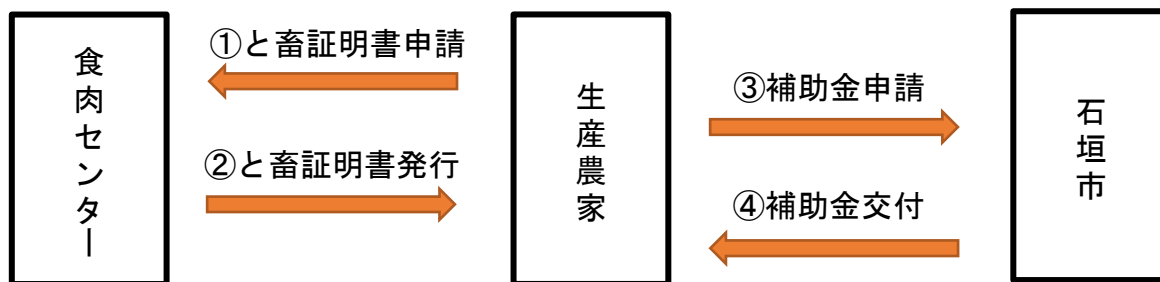 食肉センター
①と畜証明書申請
②と畜証明書発行
生産農家
③補助金申請
④補助金交付
石垣市